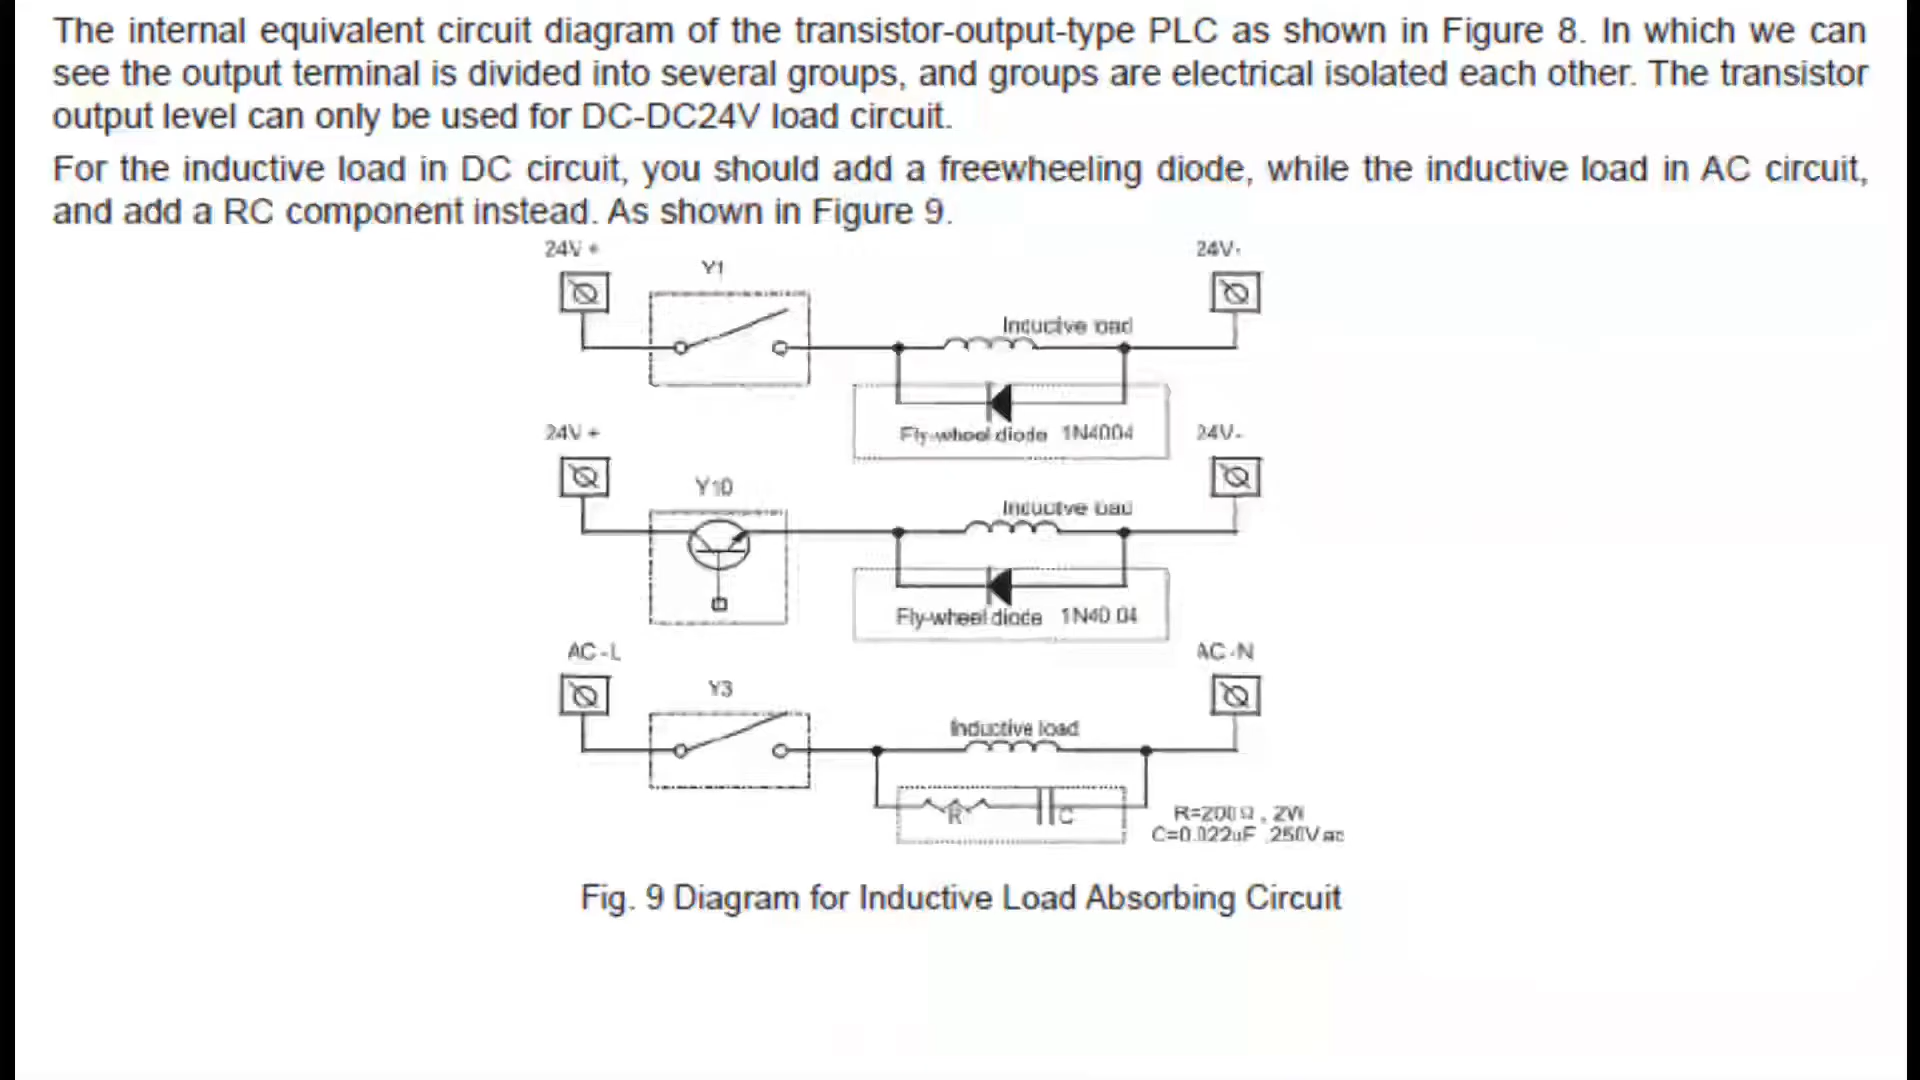 The internal equivalent circuit diagram of the transistor-output-type PLC as shown in Figure 8. In which we can
see the output terminal is divided into several groups, and groups are electrical isolated each other. The transistor
output level can only be used for DC-DC24V load circuit.
For the inductive load in DC circuit, you should add a freewheeling diode, while the inductive load in AC circuit,
and add a RC component instead. As shown in Figure 9.
24V + 24V-
Y1
Inductive load
Fly-wheel diode 1N4004
24V + 24V-
Y10
Inductive load
Fly-wheel diode 1N40 04
AC-L AC-N
Y3
Inductive load
R C
R=200Ω, 2W
C=0.022uF 250Vac
Fig. 9 Diagram for Inductive Load Absorbing Circuit